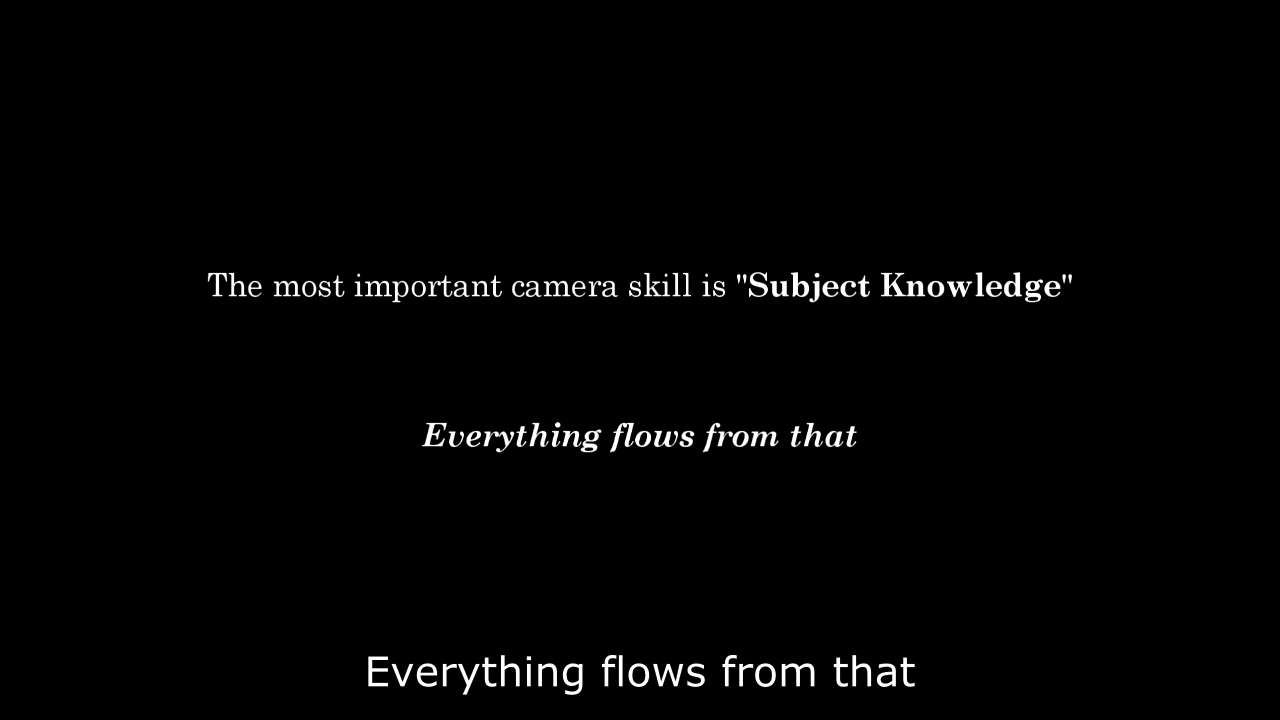 The most important camera skill is "Subject Knowledge"
Everything flows from that
Everything flows from that